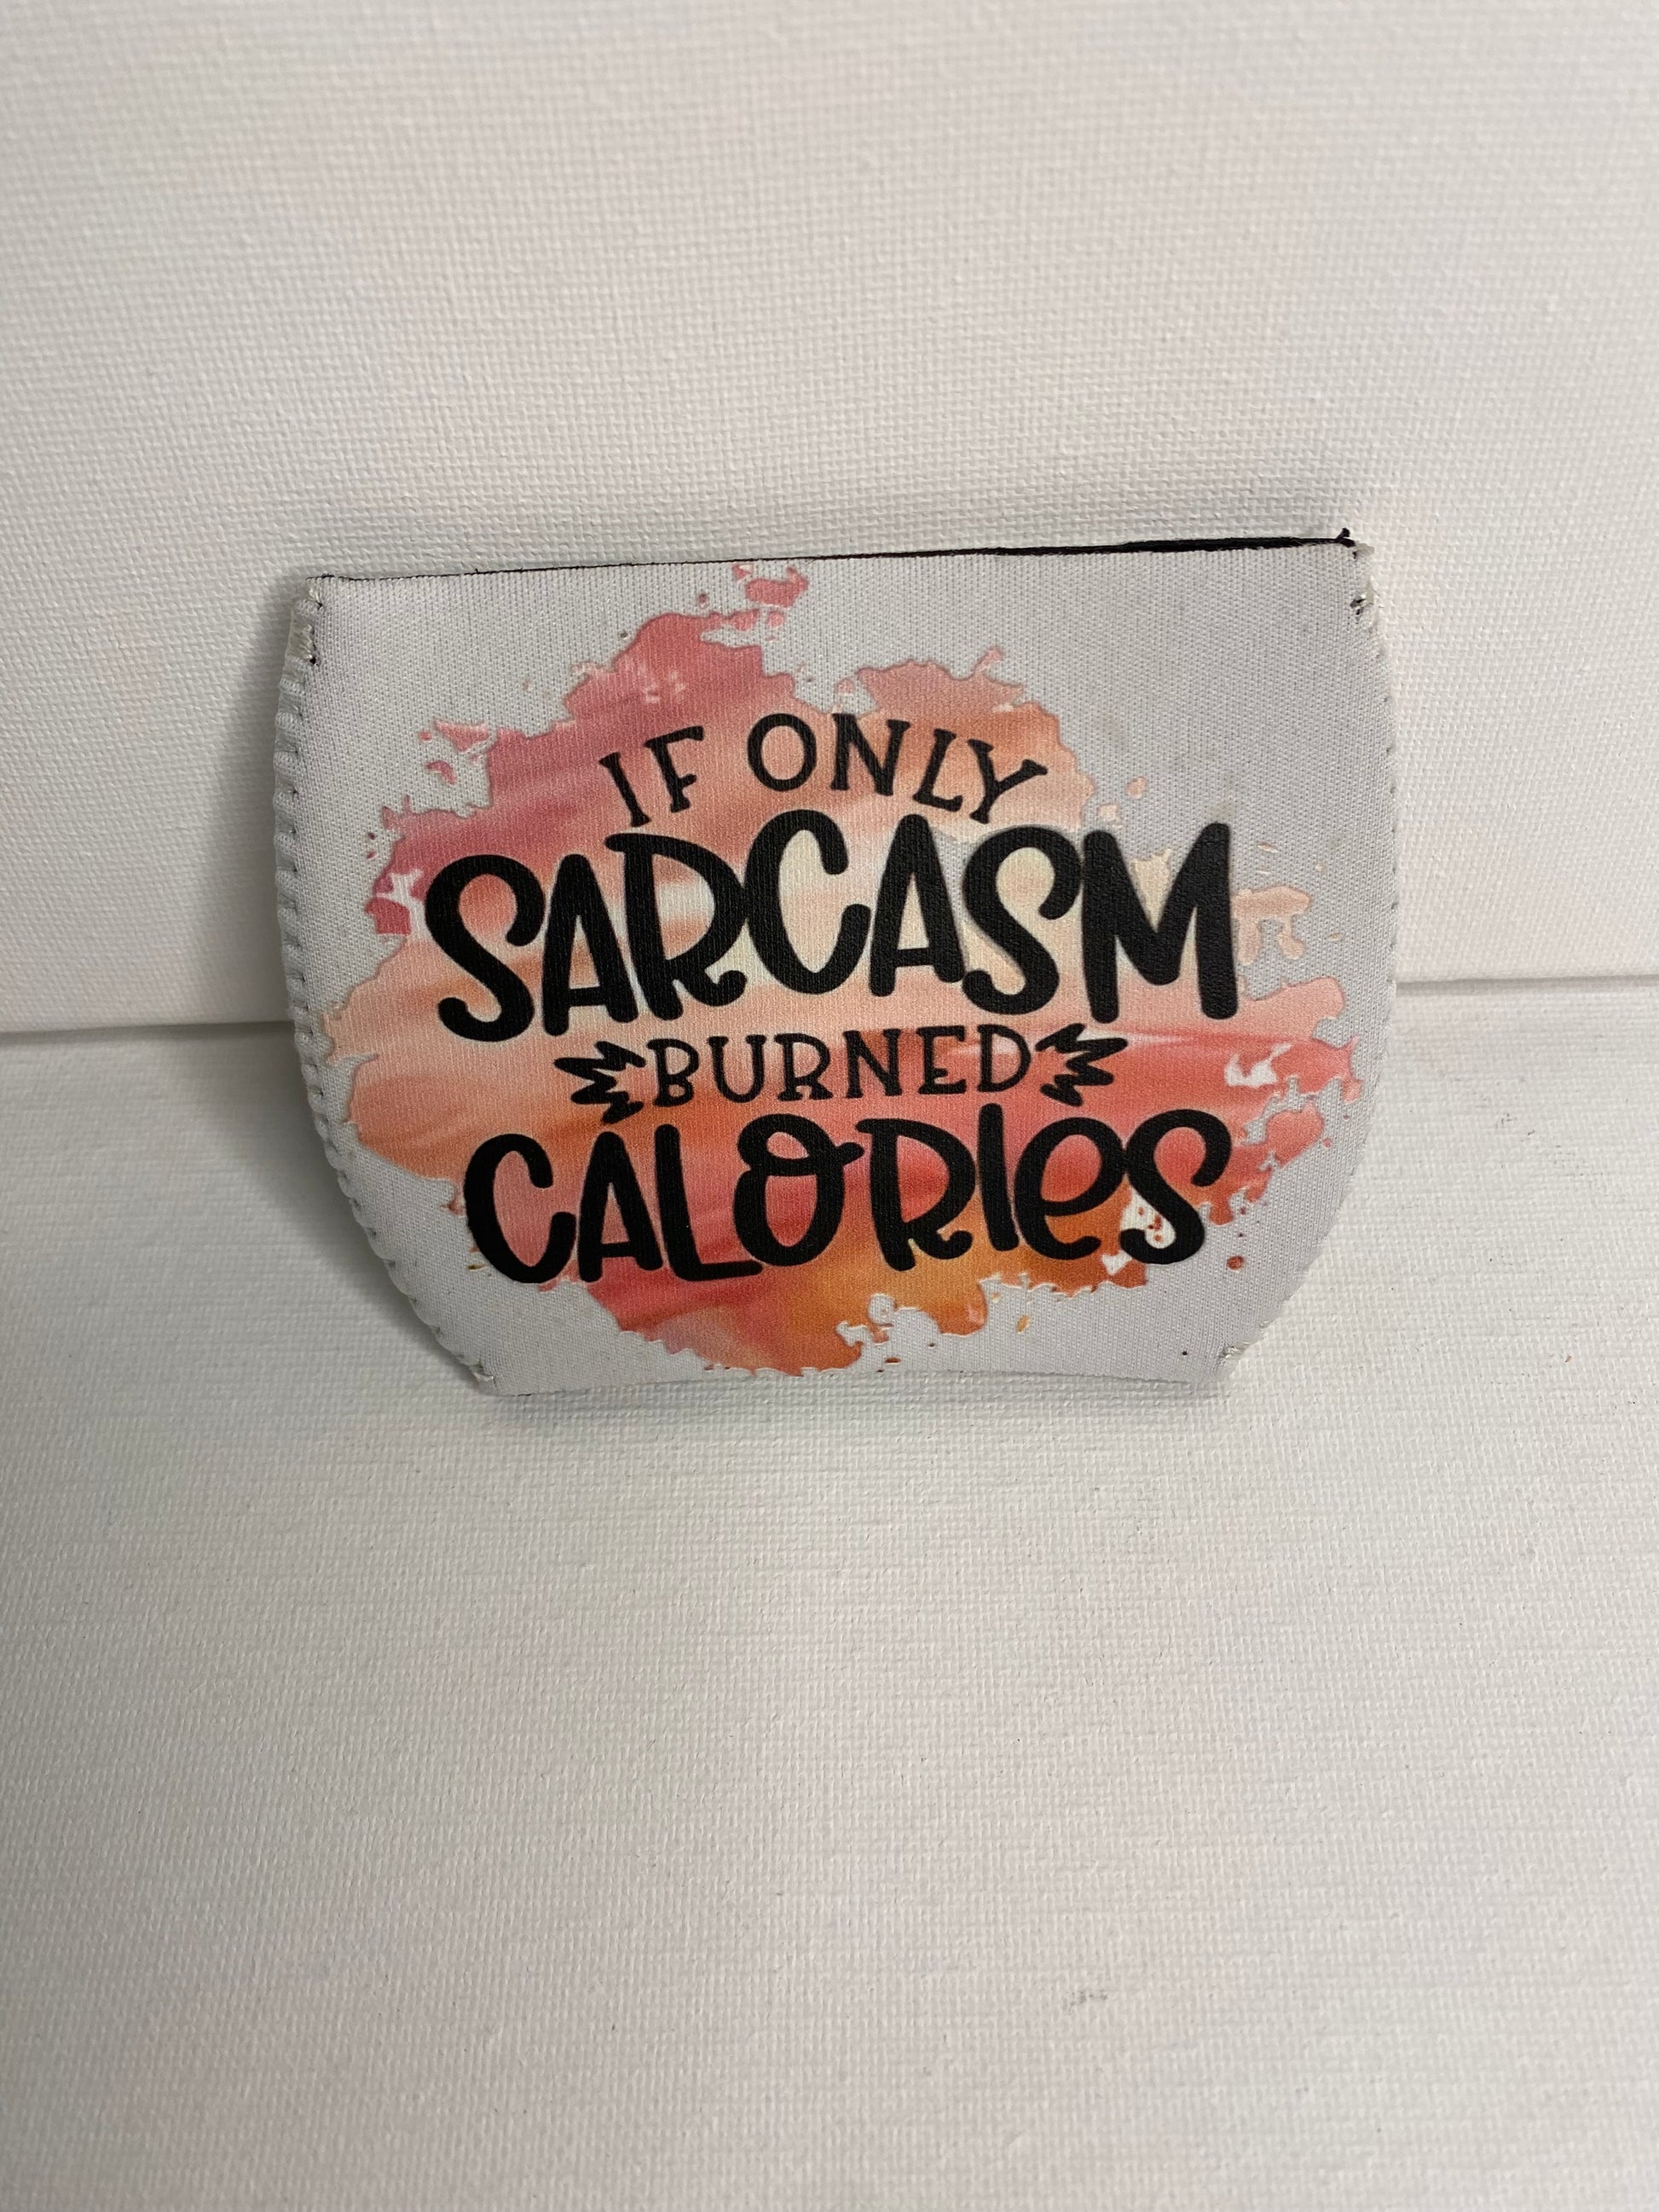 IF ONLY
SARCASM
BURNED
CALORIeS